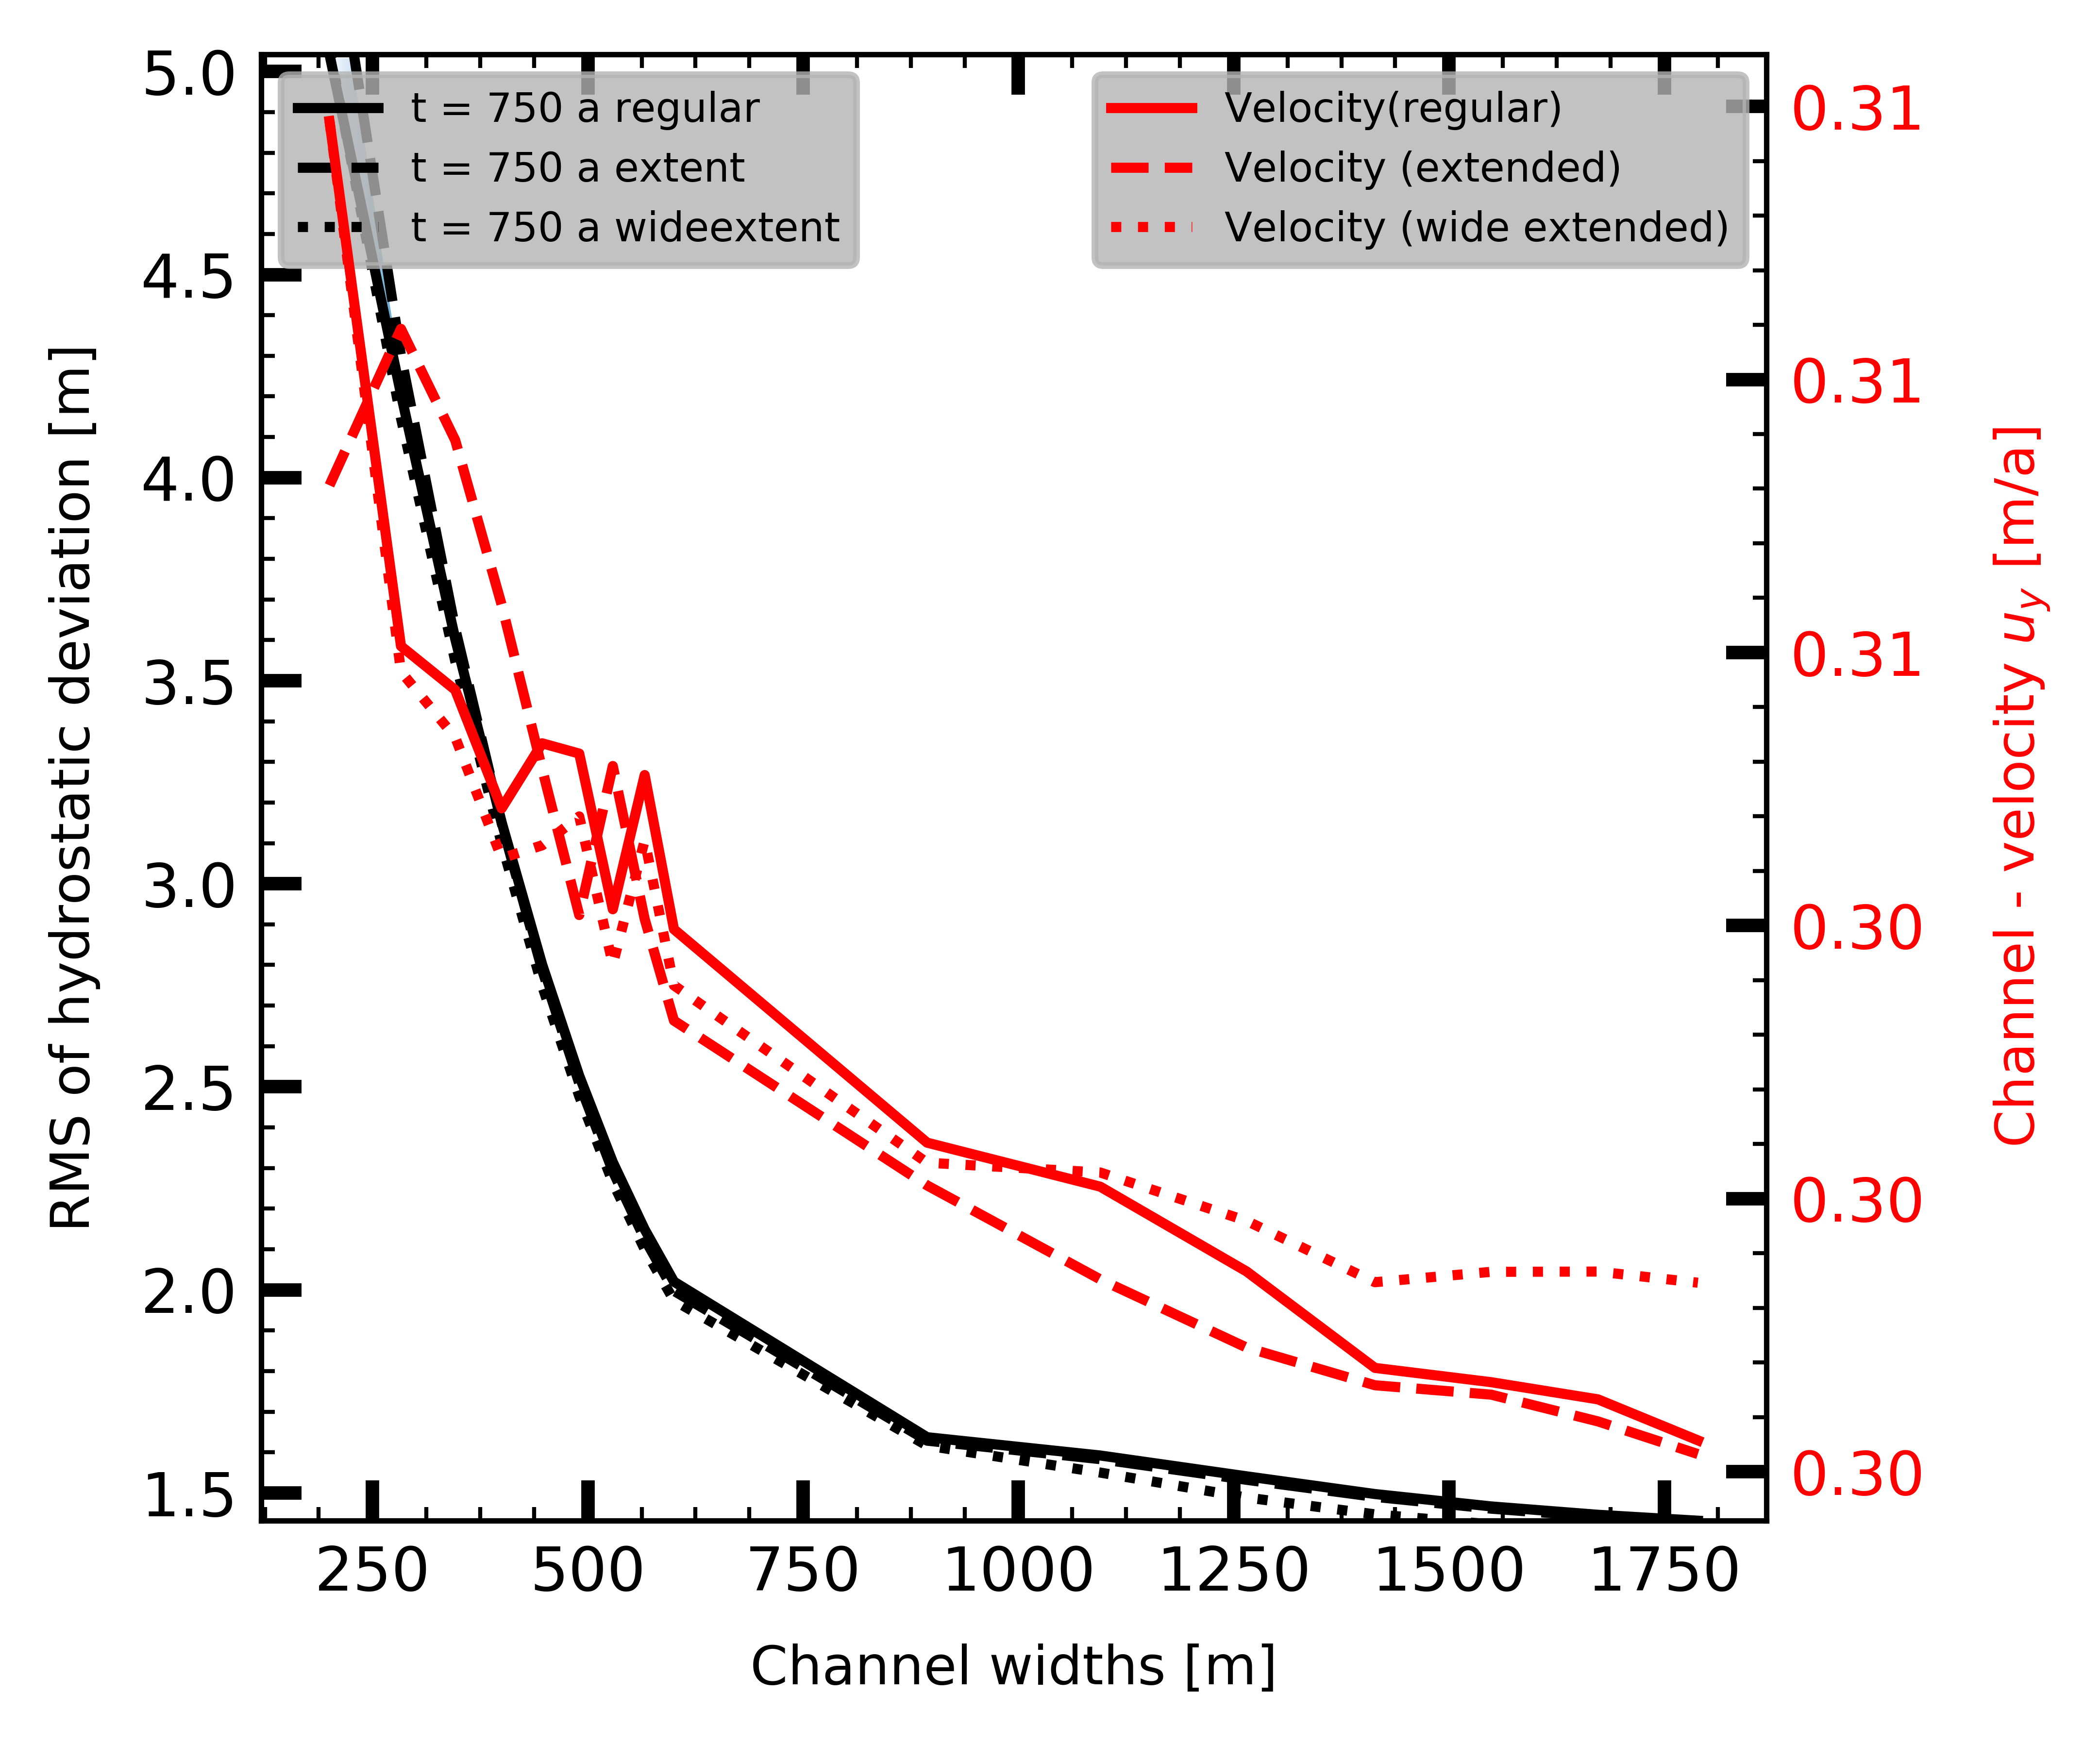 t = 750 a regular
t = 750 a extent
t = 750 a wideextent
Velocity(regular)
Velocity (extended)
Velocity (wide extended)
RMS of hydrostatic deviation [m]
5.0
4.5
4.0
3.5
3.0
2.5
2.0
1.5
250 500 750 1000 1250 1500 1750
Channel widths [m]
0.31
0.31
0.31
0.30
0.30
0.30
Channel - velocity u_y [m/a]